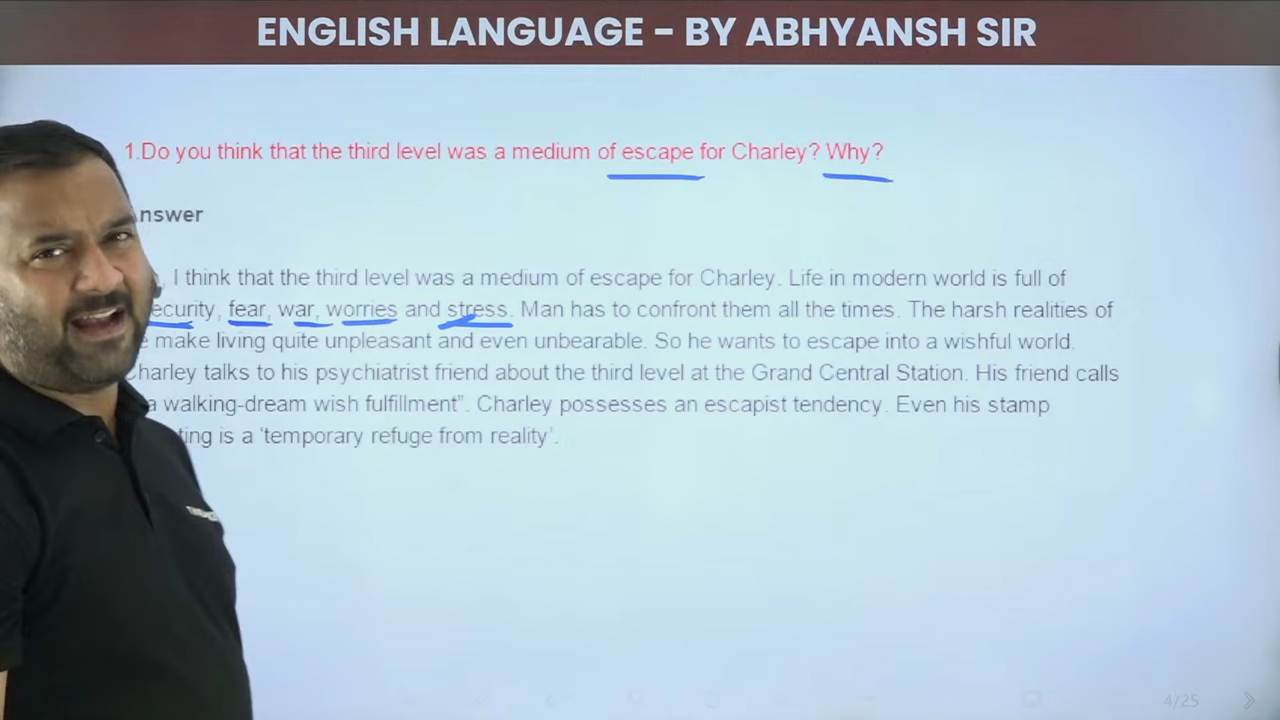 ENGLISH LANGUAGE - BY ABHYANSH SIR
1.Do you think that the third level was a medium of escape for Charley? Why?
nswer
, I think that the third level was a medium of escape for Charley. Life in modern world is full of
ecurity, fear, war, worries and stress. Man has to confront them all the times. The harsh realities of
e make living quite unpleasant and even unbearable. So he wants to escape into a wishful world.
Charley talks to his psychiatrist friend about the third level at the Grand Central Station. His friend calls
a walking-dream wish fulfillment”. Charley possesses an escapist tendency. Even his stamp
ting is a ‘temporary refuge from reality’.
4/25